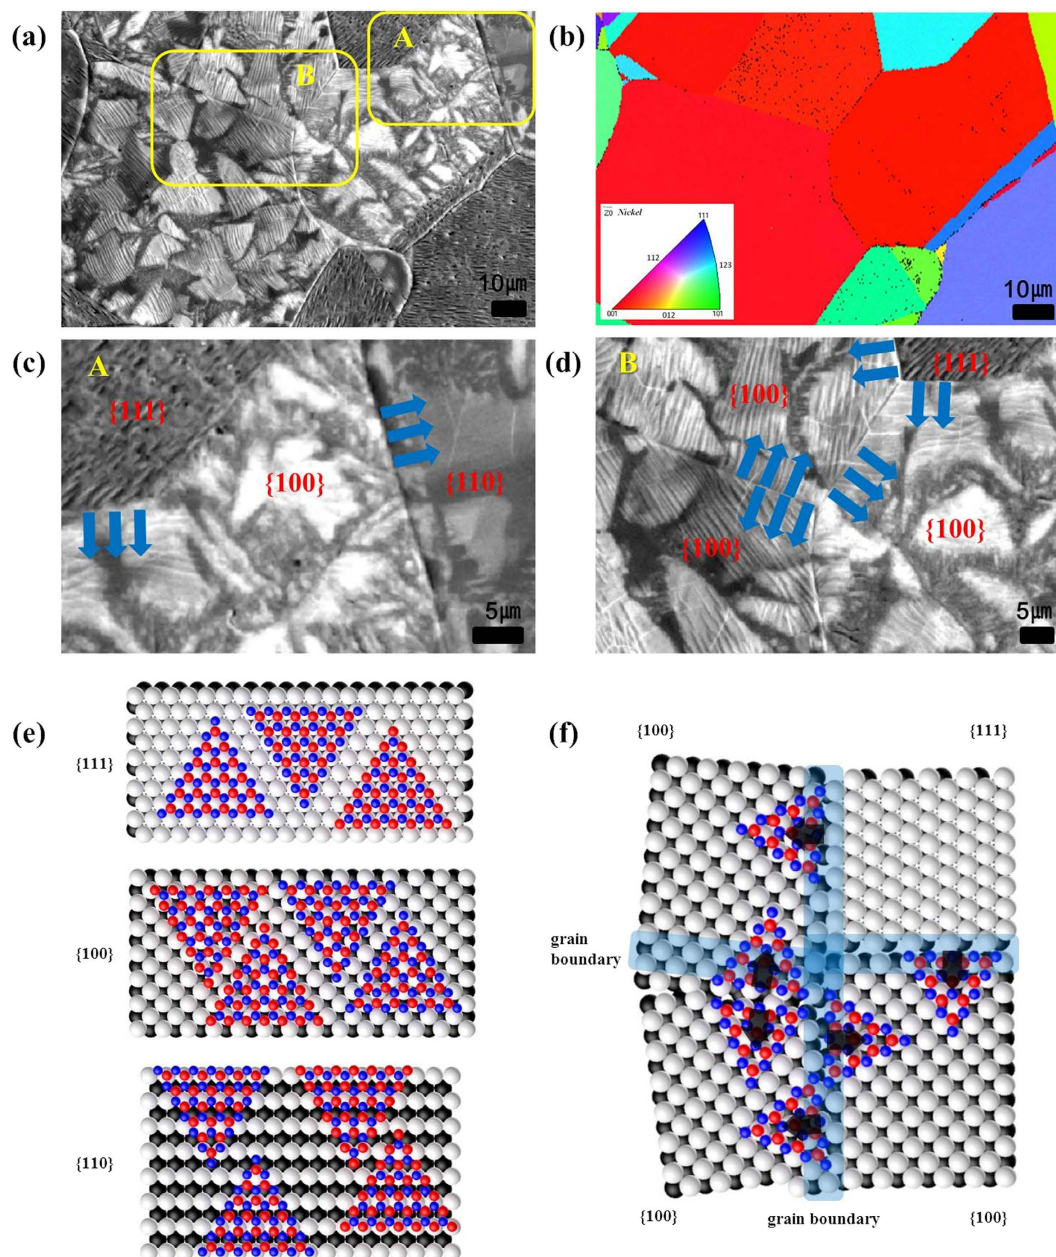 (a)
A
B
10μm
(b)
Nickel
111
112
123
001
012
101
10μm
(c)
A
{111}
{100}
{110}
5μm
(d)
B
{100}
{111}
{100}
{100}
5μm
(e)
{111}
{100}
{110}
(f)
{100}
{111}
grain
boundary
{100}
grain boundary
{100}